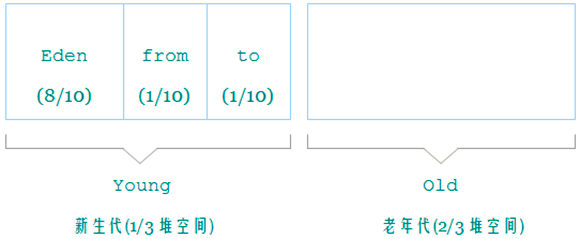 Eden from to
(8/10) (1/10) (1/10)
Young Old
新生代(1/3 堆空间) 老年代(2/3 堆空间)